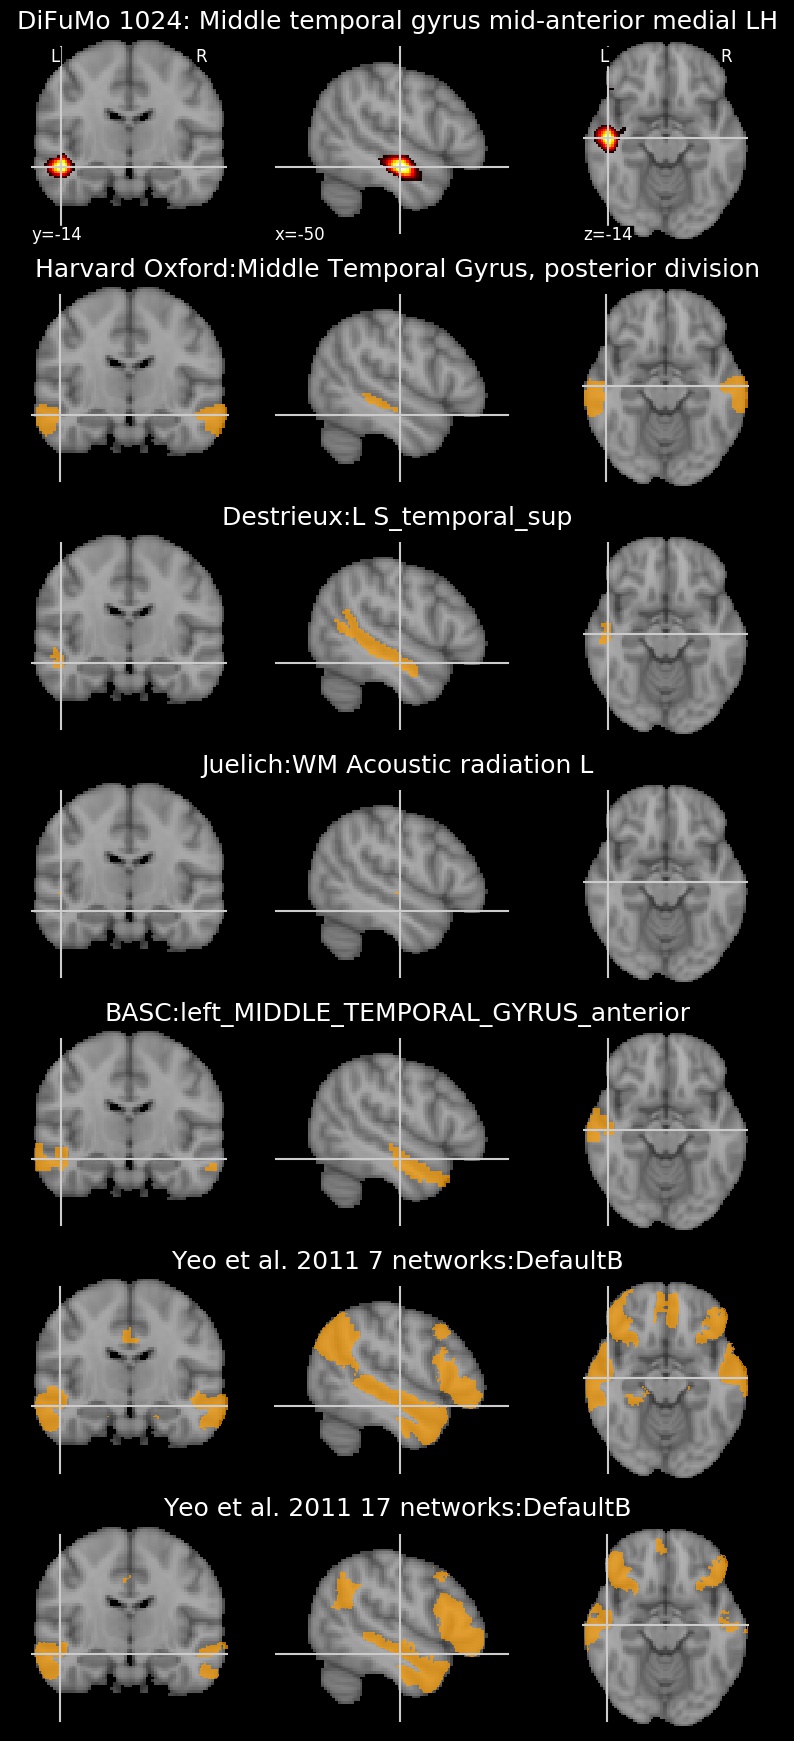 DiFuMo 1024: Middle temporal gyrus mid-anterior medial LH
L R L R
y=-14 x=-50 z=-14
Harvard Oxford:Middle Temporal Gyrus, posterior division
Destrieux:L S_temporal_sup
Juelich:WM Acoustic radiation L
BASC:left_MIDDLE_TEMPORAL_GYRUS_anterior
Yeo et al. 2011 7 networks:DefaultB
Yeo et al. 2011 17 networks:DefaultB